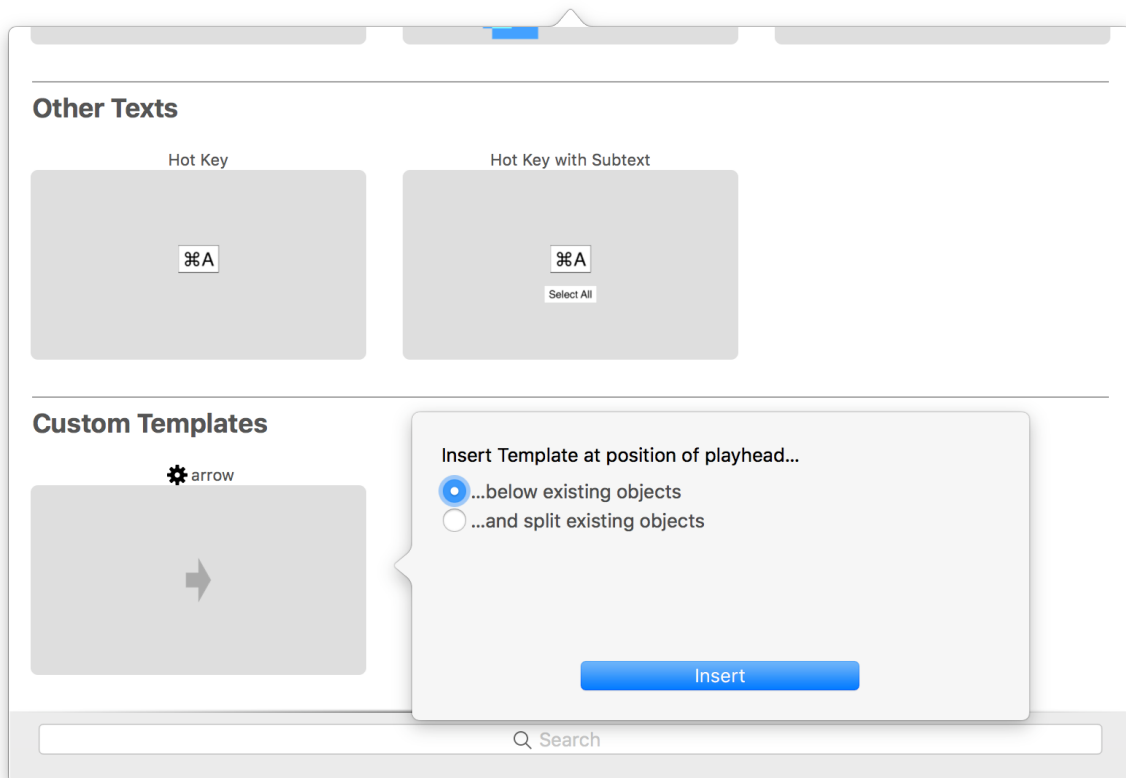 Other Texts
Hot Key
Hot Key with Subtext
⌘A
⌘A
Select All
Custom Templates
arrow
Insert Template at position of playhead...
...below existing objects
...and split existing objects
Insert
Search